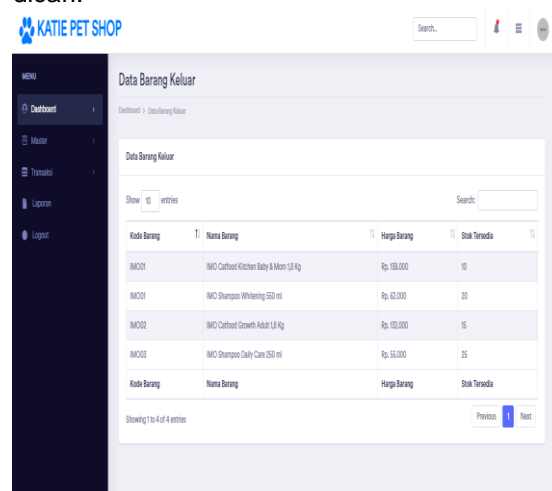 dicari.
KATIE PET SHOP
Search..
MENU
Data Barang Keluar
Dashboard
Dashboard > Data Barang Keluar
Master
Data Barang Keluar
Transaksi
Show 10 entries
Search:
Laporan
Logout
Kode Barang Nama Barang Harga Barang Stok Tersedia
IMO01 IMO Catfood Kitchen Baby & Mom 1,8 Kg Rp. 138.000 10
IMO01 IMO Shampoo Whitening 550 ml Rp. 62.000 20
IMO02 IMO Catfood Growth Adult 1,8 Kg Rp. 132.000 15
IMO03 IMO Shampoo Daily Care 250 ml Rp. 55.000 25
Kode Barang Nama Barang Harga Barang Stok Tersedia
Showing 1 to 4 of 4 entries
Previous 1 Next